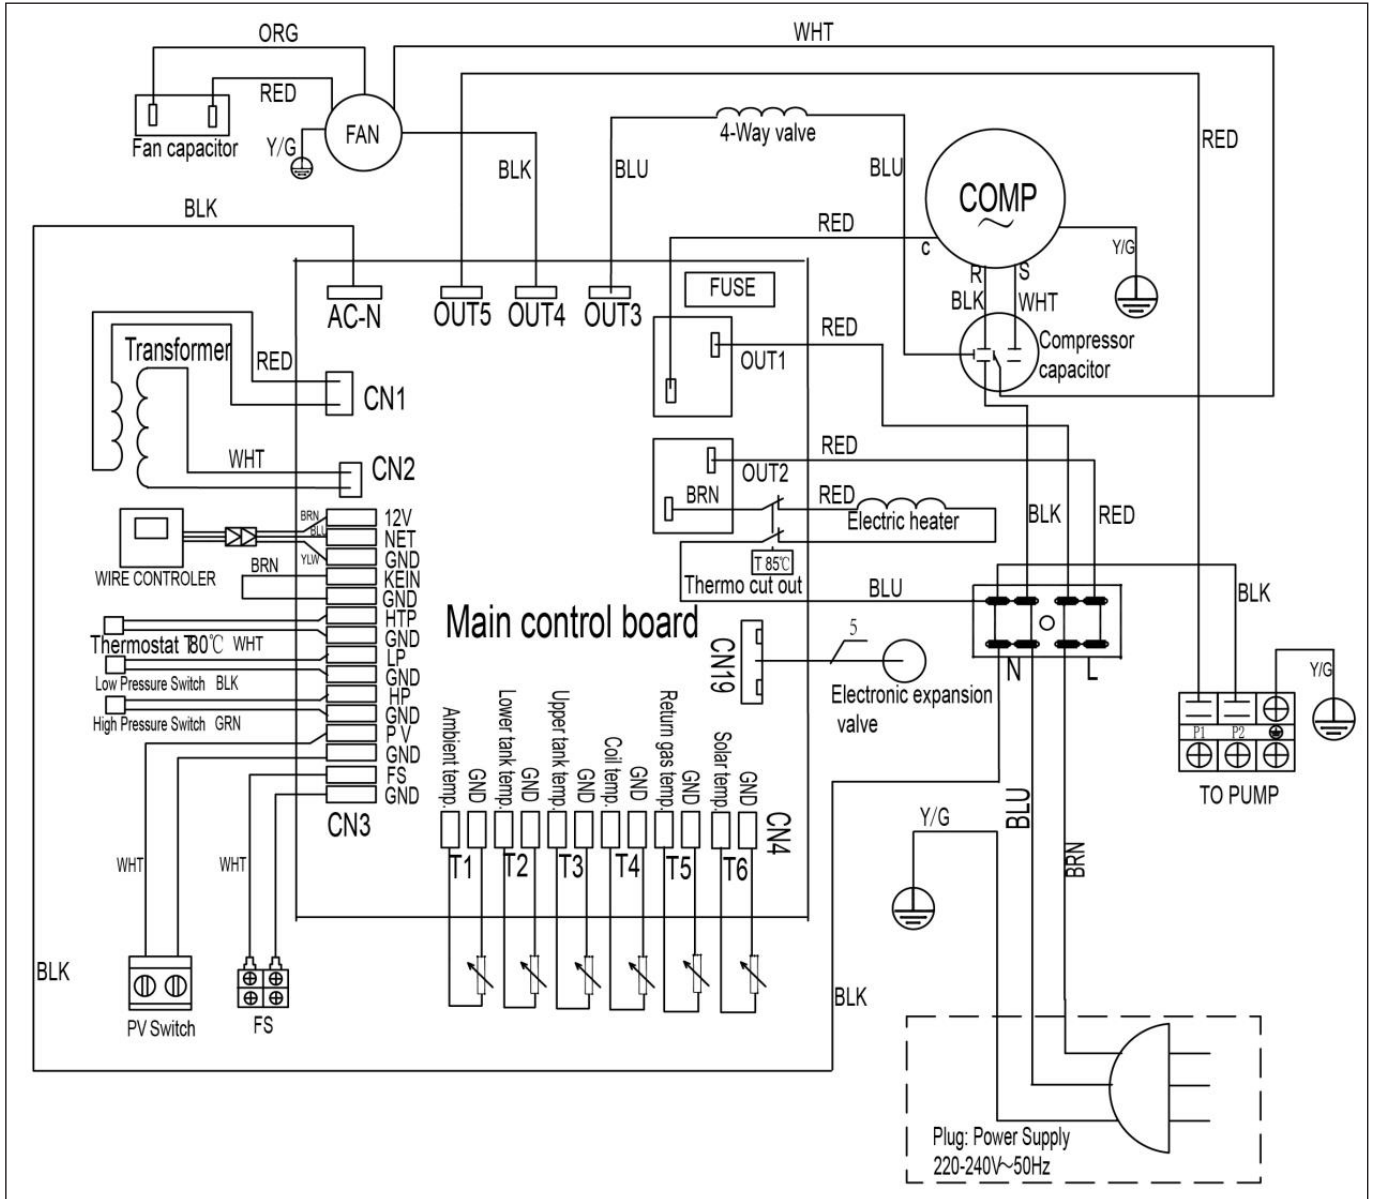 ORG
WHT
RED
Fan capacitor
Y/G
FAN
BLK
BLU
4-Way valve
BLU
RED
BLK
COMP
~
RED
C
R
S
Y/G
BLK
WHT
AC-N
OUT5
OUT4
OUT3
FUSE
Transformer
RED
CN1
OUT1
RED
Compressor
capacitor
WHT
CN2
OUT2
RED
BRN
RED
Electric heater
BLK
RED
WIRE CONTROLER
BRN
BLU
YLW
12V
NET
GND
BRN
KEIN
GND
T 85℃
Thermo cut out
BLU
BLK
HTP
GND
Thermostat T80℃ WHT
LP
Low Pressure Switch BLK
GND
HP
High Pressure Switch GRN
GND
PV
GND
FS
GND
CN3
Main control board
CN19
5
Electronic expansion
valve
N
L
Y/G
P1
P2
TO PUMP
Ambient temp.
GND
Lower tank temp.
GND
Upper tank temp.
GND
Coil temp.
GND
Return gas temp.
GND
Solar temp.
GND
CN4
T1
T2
T3
T4
T5
T6
WHT
WHT
Y/G
BLU
BRN
BLK
PV Switch
FS
BLK
Plug: Power Supply
220-240V~50Hz